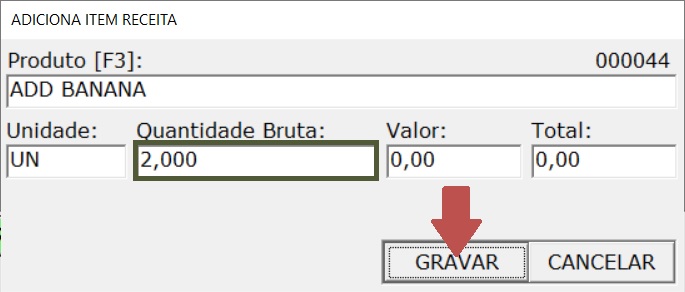 ADICIONA ITEM RECEITA
Produto [F3]: 000044
ADD BANANA
Unidade: Quantidade Bruta: Valor: Total:
UN 2,000 0,00 0,00
GRAVAR CANCELAR